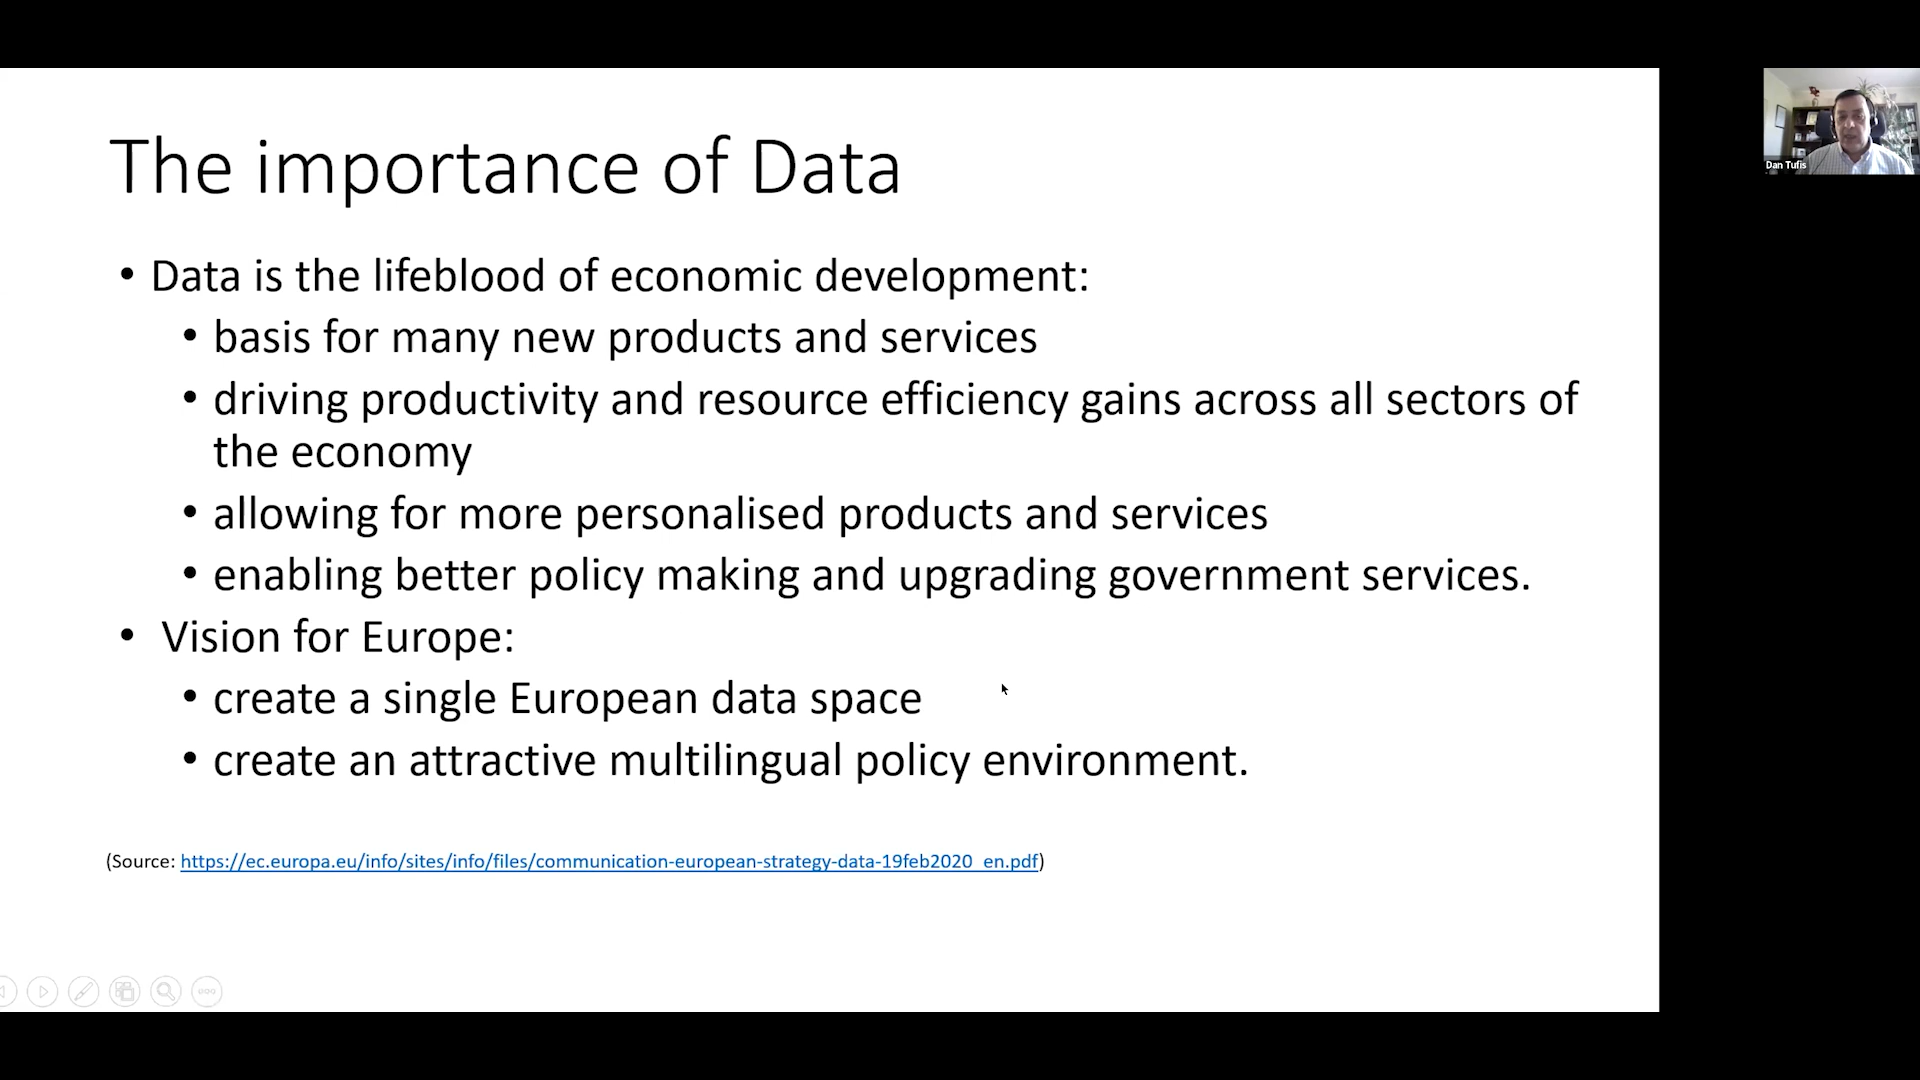 The importance of Data
• Data is the lifeblood of economic development:
• basis for many new products and services
• driving productivity and resource efficiency gains across all sectors of
the economy
• allowing for more personalised products and services
• enabling better policy making and upgrading government services.
• Vision for Europe:
• create a single European data space
• create an attractive multilingual policy environment.
(Source: https://ec.europa.eu/info/sites/info/files/communication-european-strategy-data-19feb2020_en.pdf)
Dan Tufis